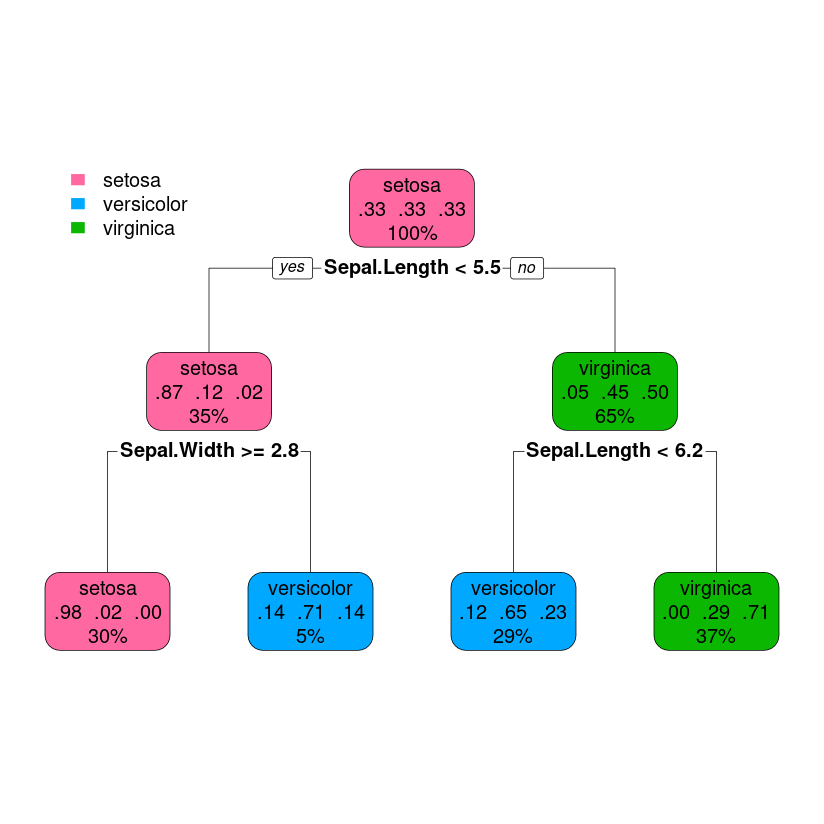 setosa
versicolor
virginica
setosa
.33 .33 .33
100%
yes Sepal.Length < 5.5 no
setosa
.87 .12 .02
35%
virginica
.05 .45 .50
65%
Sepal.Width >= 2.8
Sepal.Length < 6.2
setosa
.98 .02 .00
30%
versicolor
.14 .71 .14
5%
versicolor
.12 .65 .23
29%
virginica
.00 .29 .71
37%